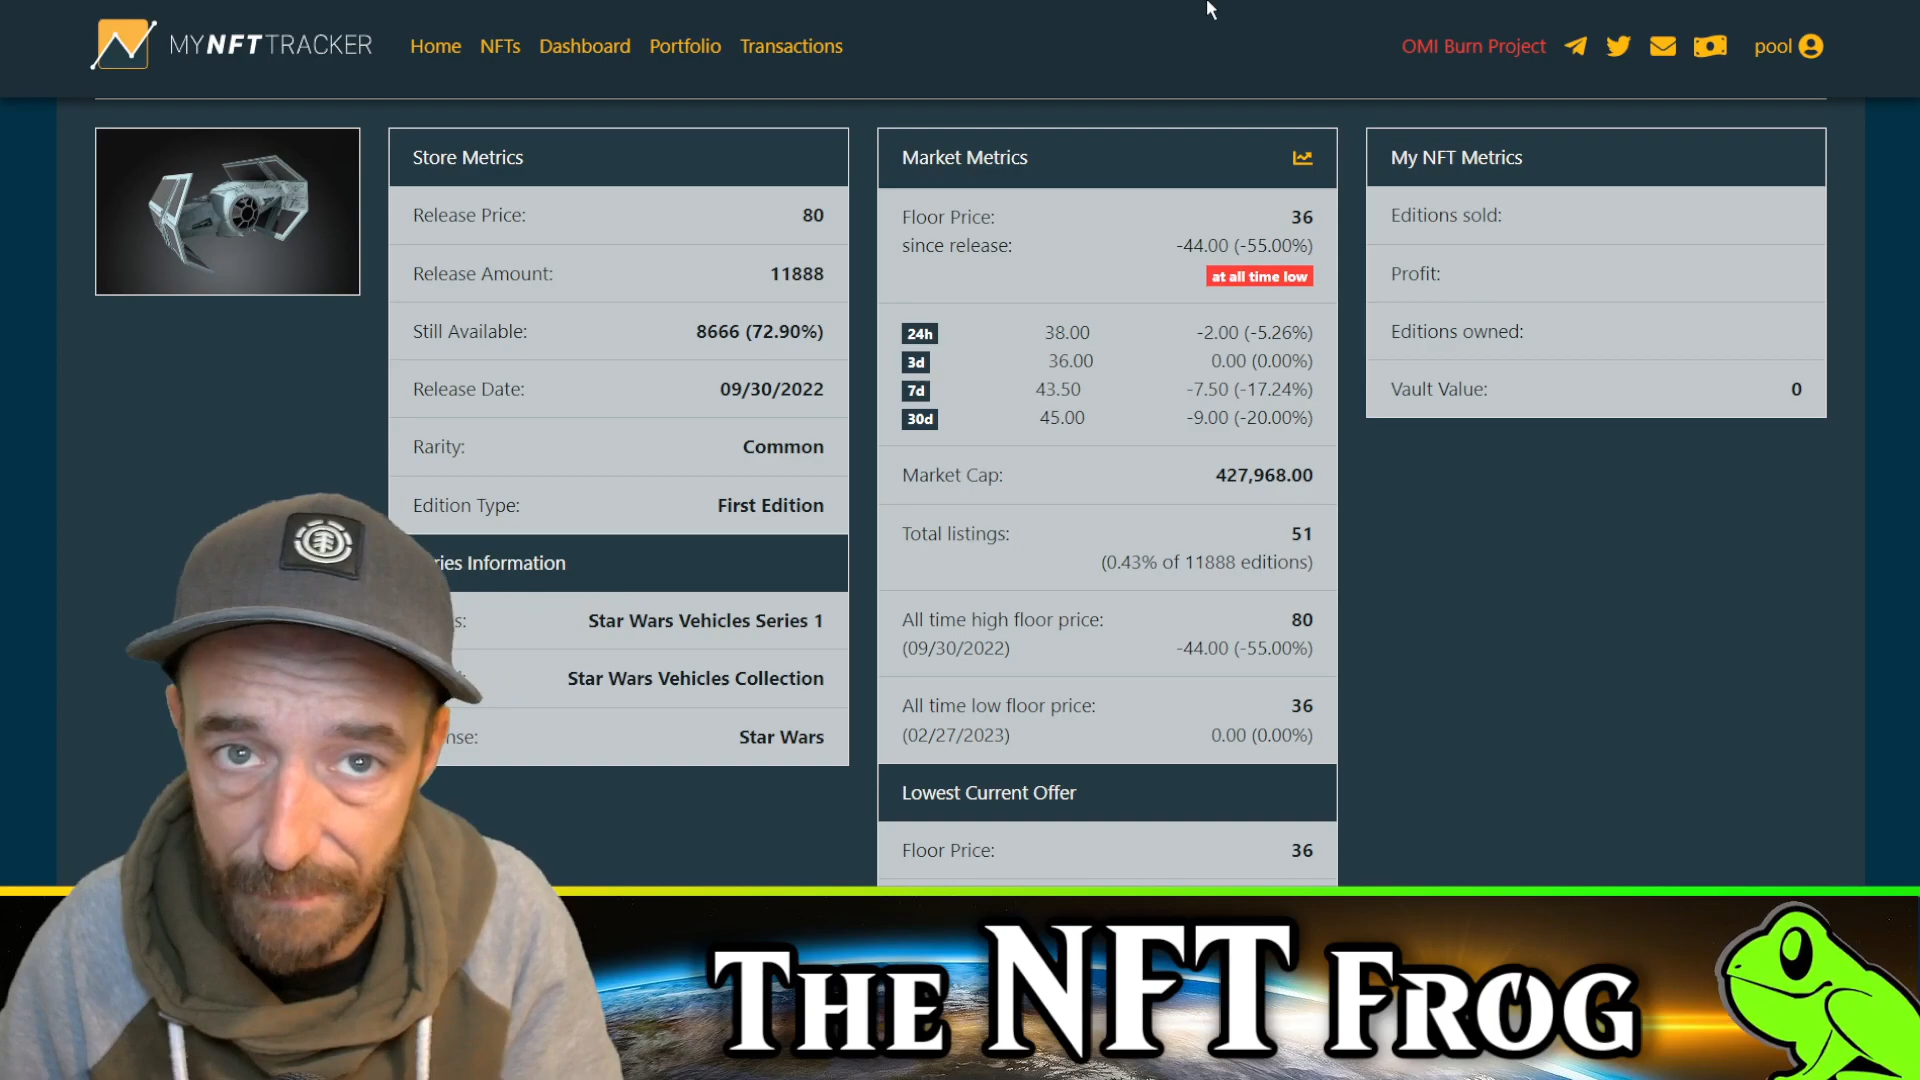 MYNFTTRACKER Home NFTs Dashboard Portfolio Transactions OMI Burn Project pool
Store Metrics
Release Price: 80
Release Amount: 11888
Still Available: 8666 (72.90%)
Release Date: 09/30/2022
Rarity: Common
Edition Type: First Edition
ries Information
s: Star Wars Vehicles Series 1
Star Wars Vehicles Collection
nse: Star Wars
Market Metrics
Floor Price: 36
since release: -44.00 (-55.00%)
at all time low
24h 38.00 -2.00 (-5.26%)
3d 36.00 0.00 (0.00%)
7d 43.50 -7.50 (-17.24%)
30d 45.00 -9.00 (-20.00%)
Market Cap: 427,968.00
Total listings: 51
(0.43% of 11888 editions)
All time high floor price: 80
(09/30/2022) -44.00 (-55.00%)
All time low floor price: 36
(02/27/2023) 0.00 (0.00%)
Lowest Current Offer
Floor Price: 36
My NFT Metrics
Editions sold:
Profit:
Editions owned:
Vault Value: 0
THE NFT FROG